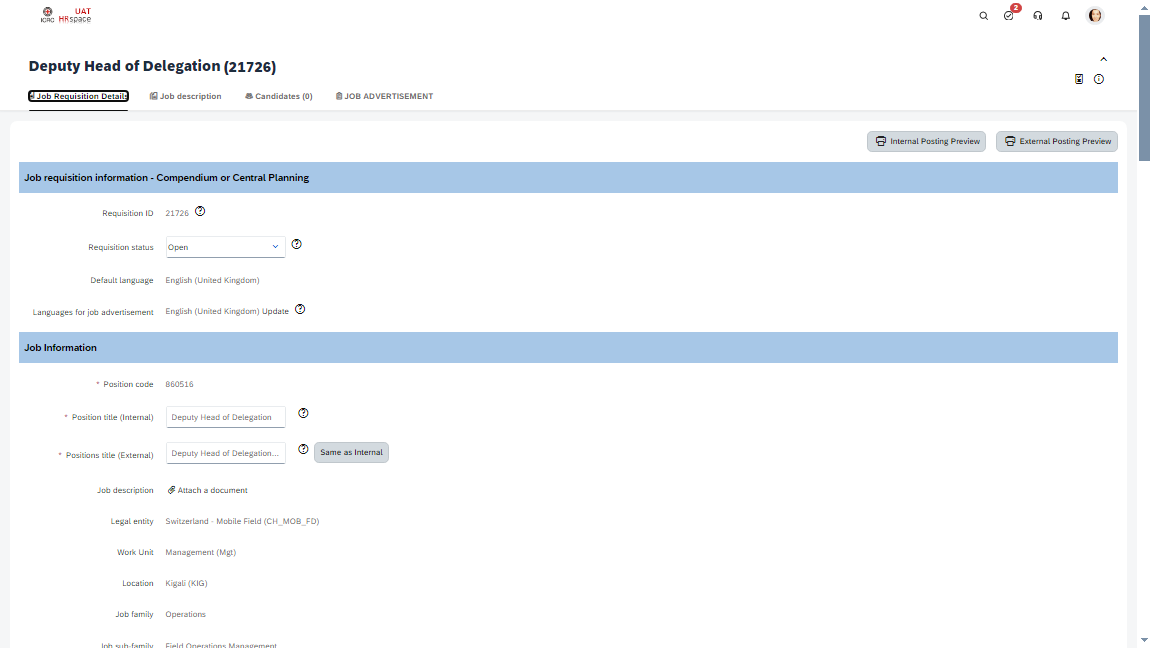 ICRC
UAT
HRspace
2
Deputy Head of Delegation (21726)
Job Requisition Details
Job description
Candidates (0)
JOB ADVERTISEMENT
Internal Posting Preview
External Posting Preview
Job requisition information - Compendium or Central Planning
Requisition ID 21726
Requisition status Open
Default language English (United Kingdom)
Languages for job advertisement English (United Kingdom) Update
Job Information
* Position code 860516
* Position title (Internal) Deputy Head of Delegation
* Positions title (External) Deputy Head of Delegation... Same as Internal
Job description Attach a document
Legal entity Switzerland - Mobile Field (CH_MOB_FD)
Work Unit Management (Mgt)
Location Kigali (KIG)
Job family Operations
Job sub-family Field Operations Management